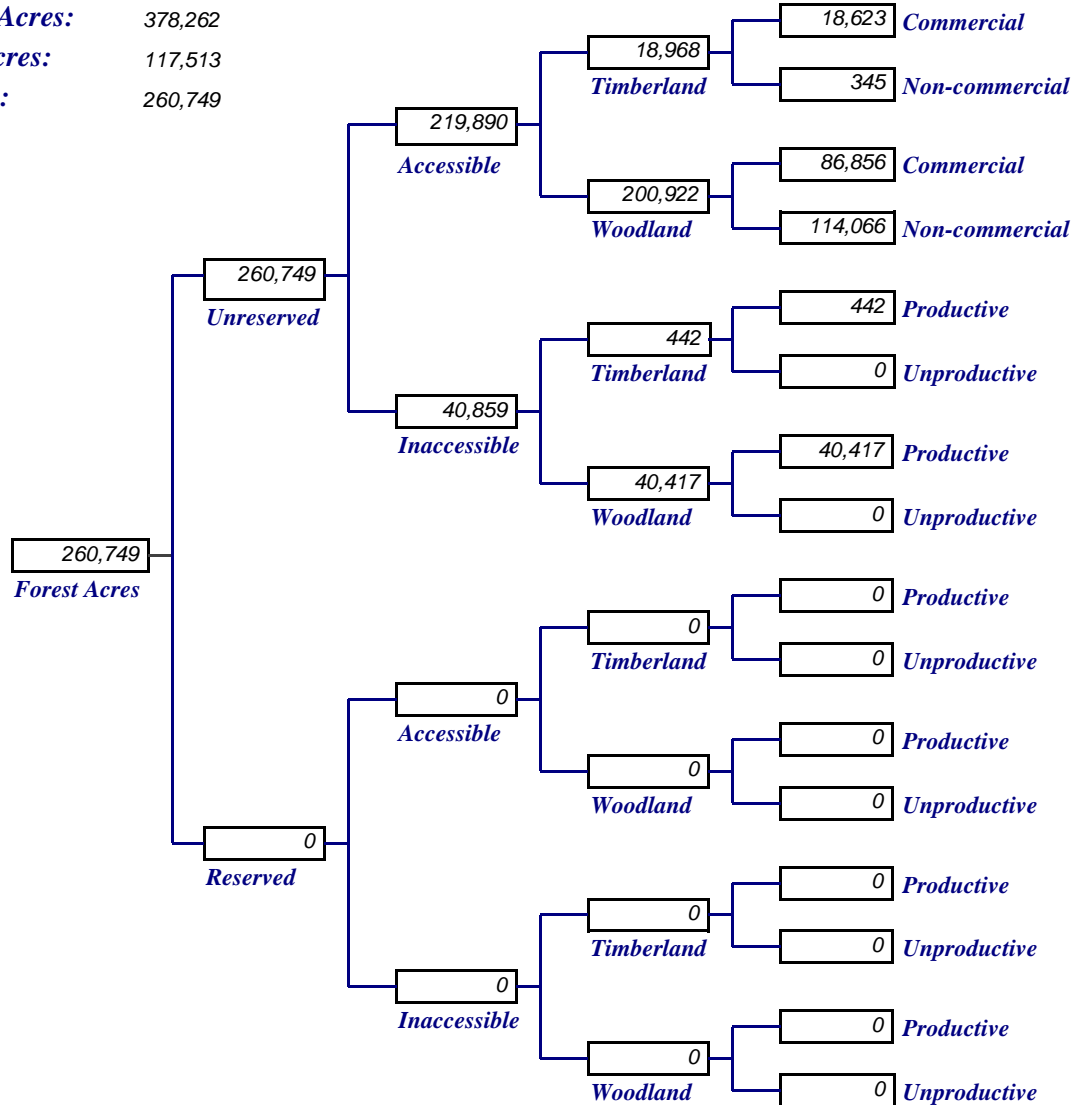 Acres: 378,262
cres: 117,513
: 260,749
18,623 Commercial
18,968
Timberland
345 Non-commercial
219,890
Accessible
86,856 Commercial
200,922
Woodland
114,066 Non-commercial
260,749
Unreserved
442 Productive
442
Timberland
0 Unproductive
40,859
Inaccessible
40,417 Productive
40,417
Woodland
0 Unproductive
260,749
Forest Acres
0 Productive
0
Timberland
0 Unproductive
0
Accessible
0 Productive
0
Woodland
0 Unproductive
0
Reserved
0 Productive
0
Timberland
0 Unproductive
0
Inaccessible
0 Productive
0
Woodland
0 Unproductive